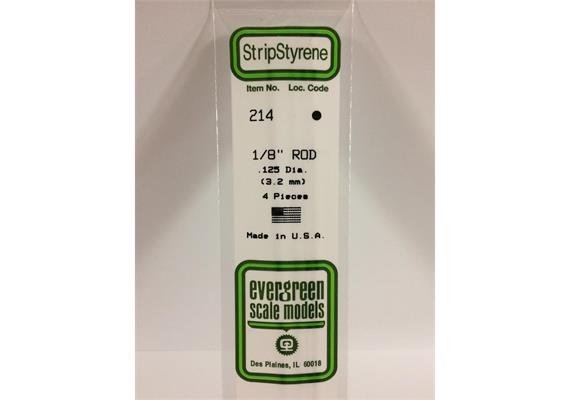 StripStyrene
Item No. Loc. Code
214
1/8" ROD
.125 Dia.
(3.2 mm)
4 Pieces
Made in U.S.A.
evergreen
scale models
Des Plaines, IL 60018